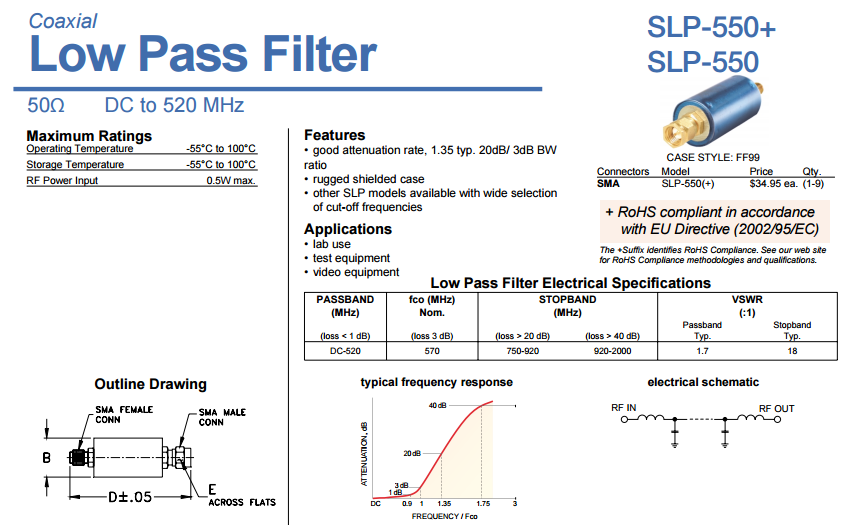 Coaxial
Low Pass Filter
50Ω DC to 520 MHz
SLP-550+
SLP-550
CASE STYLE: FF99
Connectors Model Price Qty.
SMA SLP-550(+) $34.95 ea. (1-9)
+ RoHS compliant in accordance
with EU Directive (2002/95/EC)
The +Suffix identifies RoHS Compliance. See our web site
for RoHS Compliance methodologies and qualifications.
Maximum Ratings
Operating Temperature -55°C to 100°C
Storage Temperature -55°C to 100°C
RF Power Input 0.5W max.
Features
• good attenuation rate, 1.35 typ. 20dB/ 3dB BW
ratio
• rugged shielded case
• other SLP models available with wide selection
of cut-off frequencies
Applications
• lab use
• test equipment
• video equipment
Low Pass Filter Electrical Specifications
PASSBAND fco (MHz) STOPBAND VSWR
(MHz) Nom. (MHz) (:1)
Passband Stopband
(loss < 1 dB) (loss 3 dB) (loss > 20 dB) (loss > 40 dB) Typ. Typ.
DC-520 570 750-920 920-2000 1.7 18
Outline Drawing
SMA FEMALE
CONN
SMA MALE
CONN
B
D±.05
E
ACROSS FLATS
typical frequency response
ATTENUATION, dB
40 dB
20 dB
3 dB
1 dB
DC 0.9 1 1.35 1.75 3
FREQUENCY / Fco
electrical schematic
RF IN RF OUT